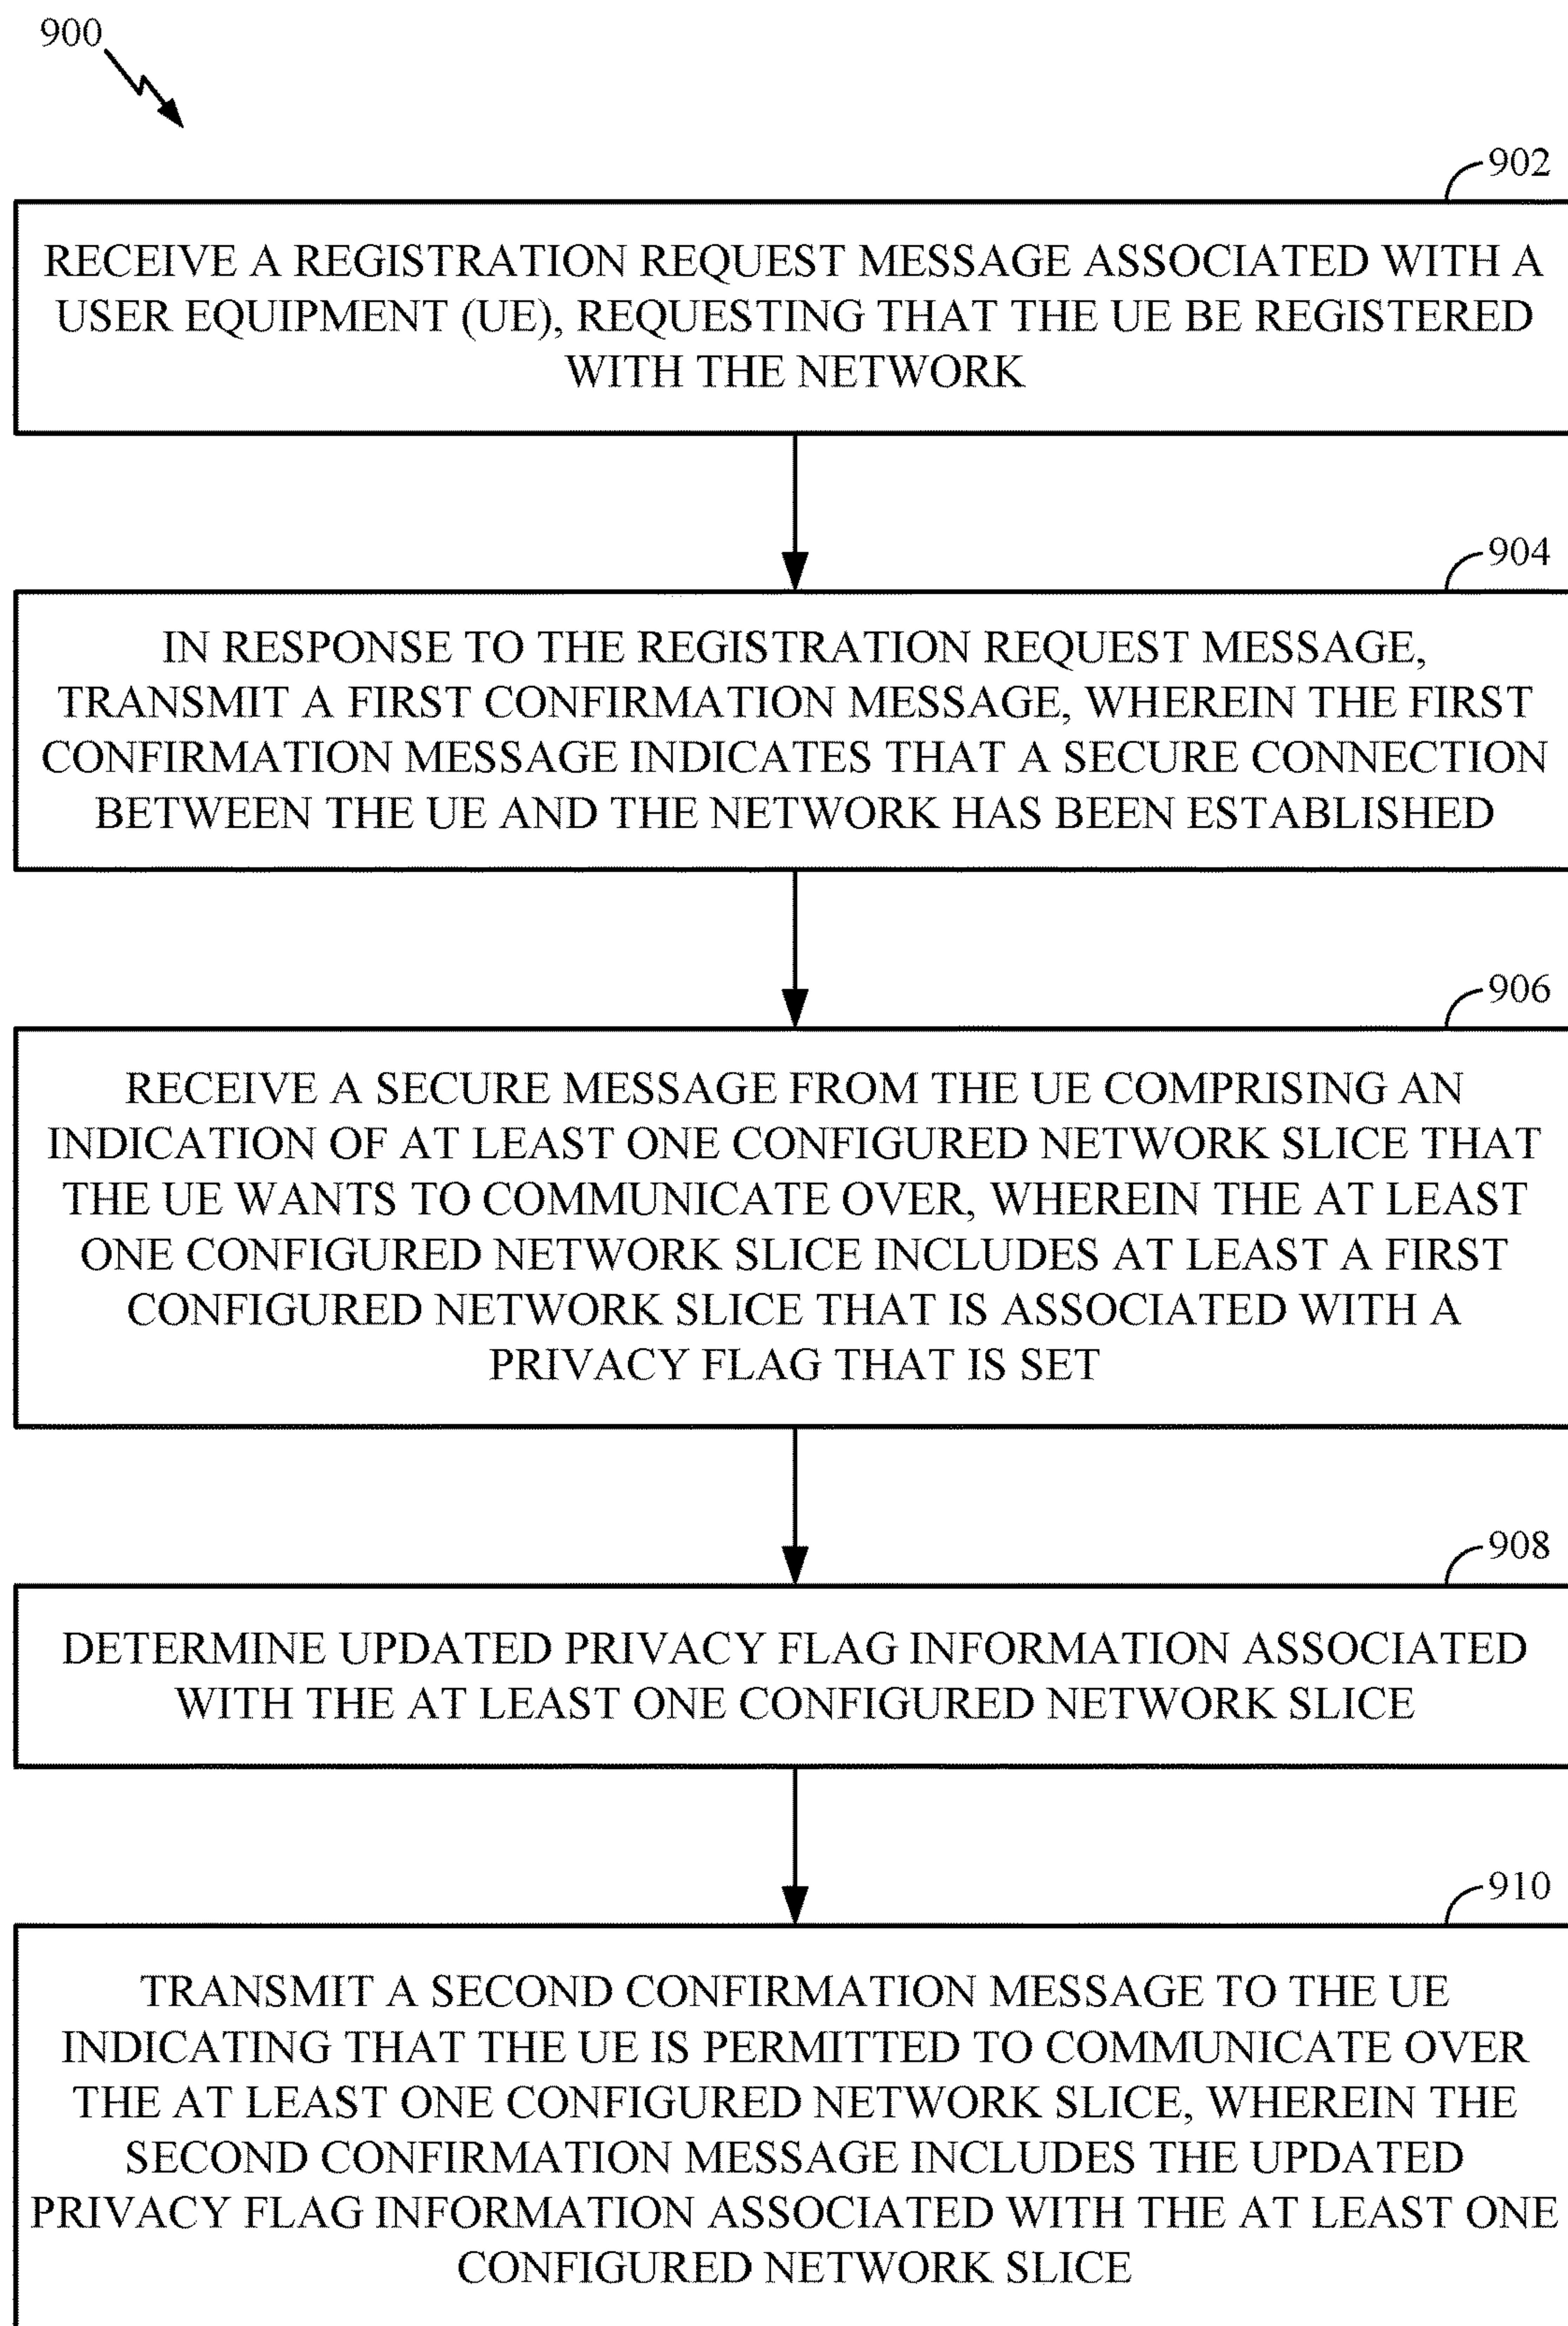 900
902
RECEIVE A REGISTRATION REQUEST MESSAGE ASSOCIATED WITH A
USER EQUIPMENT (UE), REQUESTING THAT THE UE BE REGISTERED
WITH THE NETWORK
904
IN RESPONSE TO THE REGISTRATION REQUEST MESSAGE,
TRANSMIT A FIRST CONFIRMATION MESSAGE, WHEREIN THE FIRST
CONFIRMATION MESSAGE INDICATES THAT A SECURE CONNECTION
BETWEEN THE UE AND THE NETWORK HAS BEEN ESTABLISHED
906
RECEIVE A SECURE MESSAGE FROM THE UE COMPRISING AN
INDICATION OF AT LEAST ONE CONFIGURED NETWORK SLICE THAT
THE UE WANTS TO COMMUNICATE OVER, WHEREIN THE AT LEAST
ONE CONFIGURED NETWORK SLICE INCLUDES AT LEAST A FIRST
CONFIGURED NETWORK SLICE THAT IS ASSOCIATED WITH A
PRIVACY FLAG THAT IS SET
908
DETERMINE UPDATED PRIVACY FLAG INFORMATION ASSOCIATED
WITH THE AT LEAST ONE CONFIGURED NETWORK SLICE
910
TRANSMIT A SECOND CONFIRMATION MESSAGE TO THE UE
INDICATING THAT THE UE IS PERMITTED TO COMMUNICATE OVER
THE AT LEAST ONE CONFIGURED NETWORK SLICE, WHEREIN THE
SECOND CONFIRMATION MESSAGE INCLUDES THE UPDATED
PRIVACY FLAG INFORMATION ASSOCIATED WITH THE AT LEAST ONE
CONFIGURED NETWORK SLICE